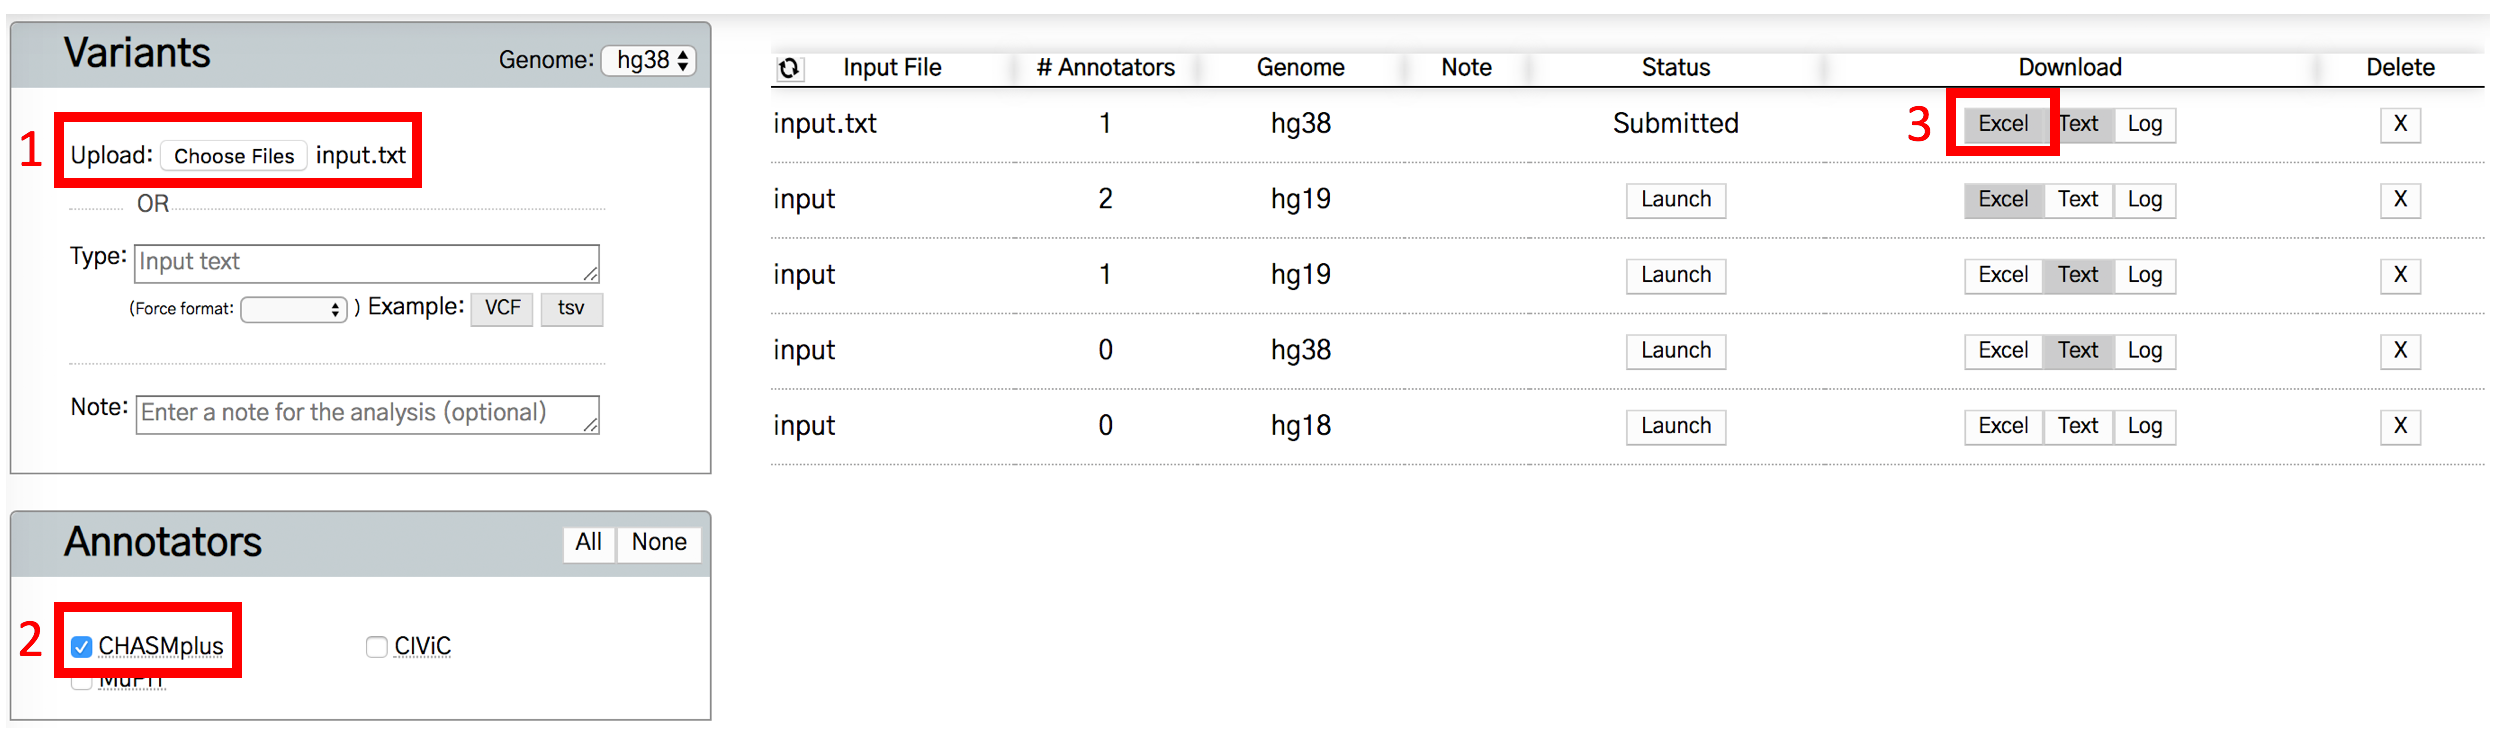 Variants
Genome: hg38
1
Upload: Choose Files input.txt
OR
Type: Input text
(Force format: ) Example: VCF tsv
Note: Enter a note for the analysis (optional)
Annotators
All None
2
CHASMplus CIViC
MuPIT
Input File # Annotators Genome Note Status Download Delete
input.txt 1 hg38 Submitted 3 Excel Text Log X
input 2 hg19 Launch Excel Text Log X
input 1 hg19 Launch Excel Text Log X
input 0 hg38 Launch Excel Text Log X
input 0 hg18 Launch Excel Text Log X